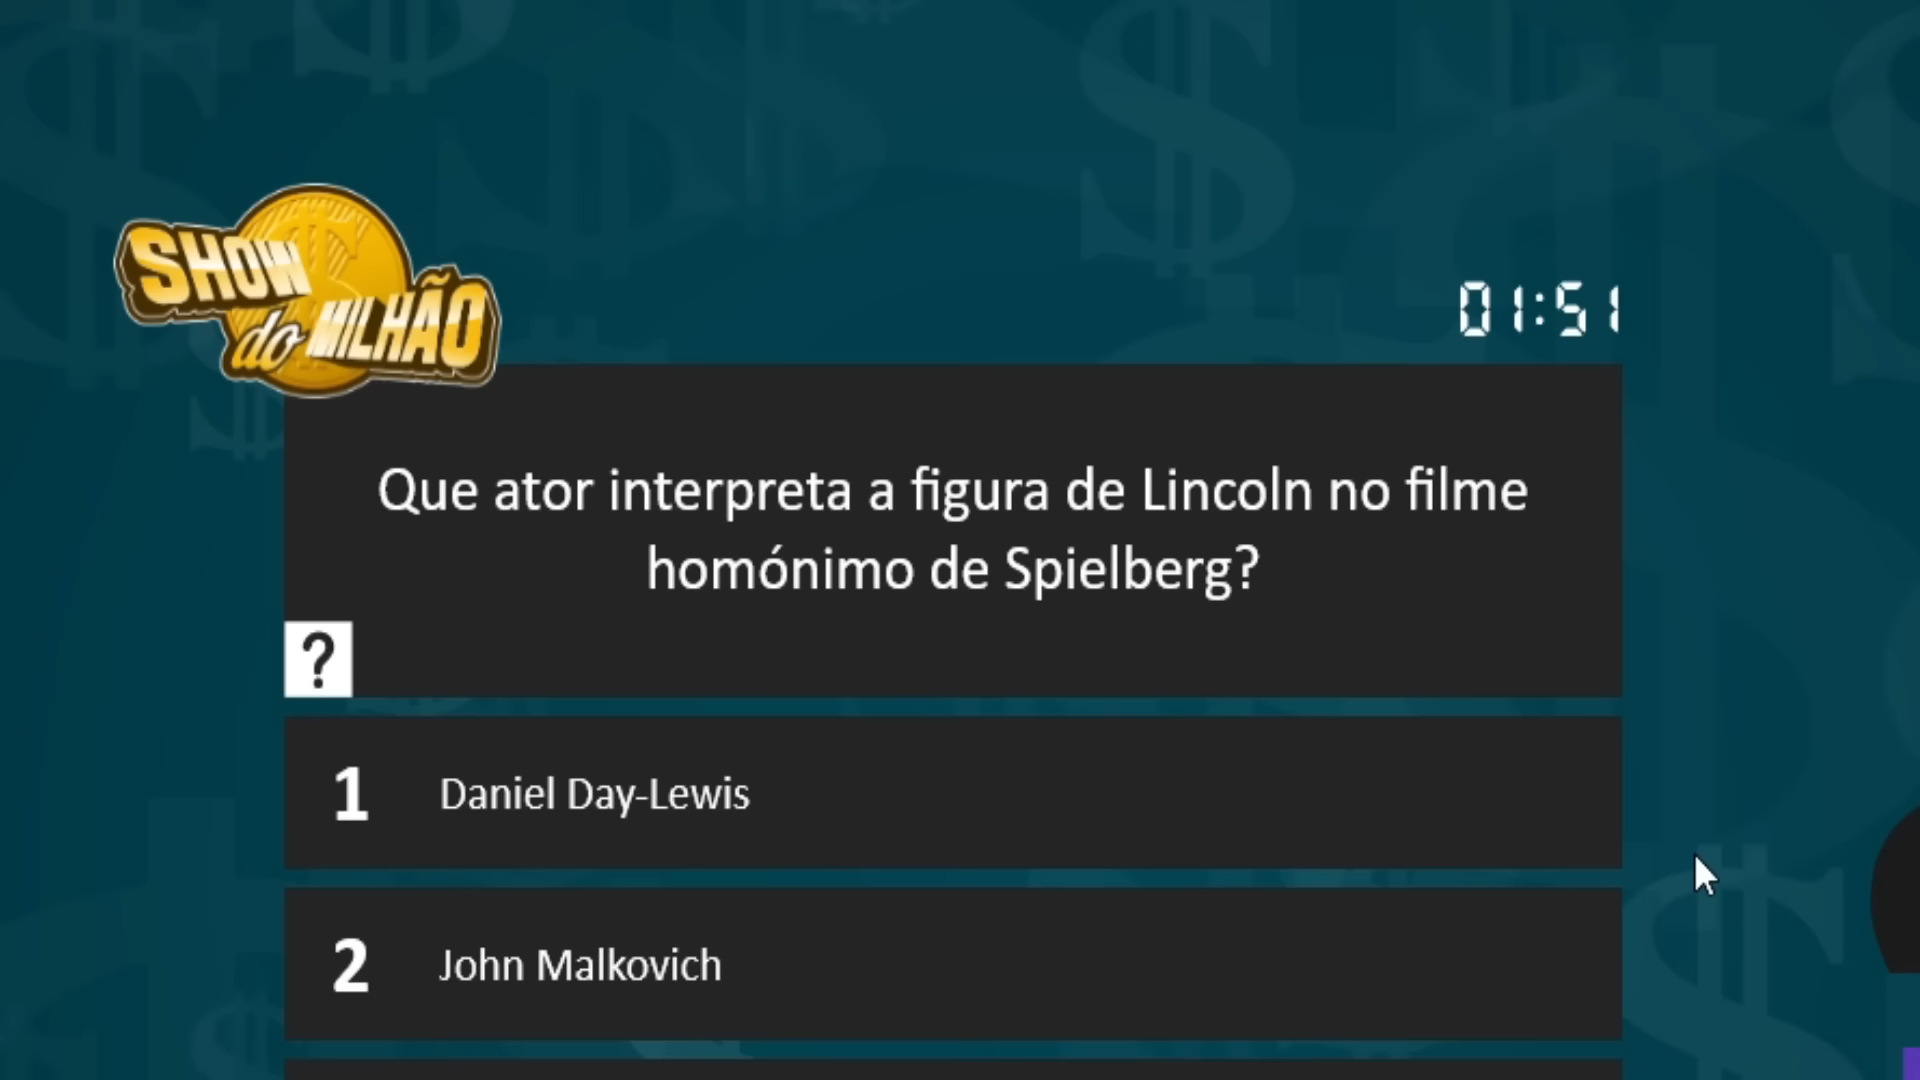 SHOW
do MILHÃO
01:51
Que ator interpreta a figura de Lincoln no filme
homónimo de Spielberg?
?
1 Daniel Day-Lewis
2 John Malkovich